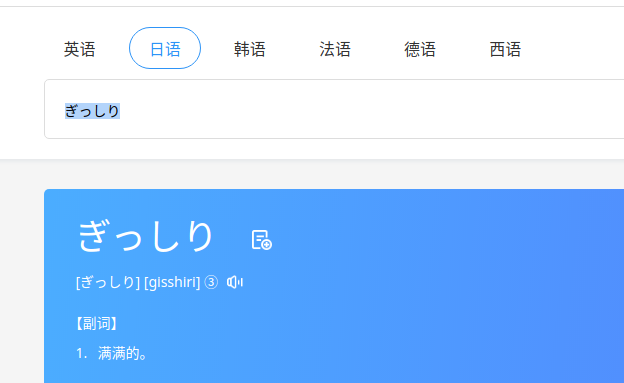 英语 日语 韩语 法语 德语 西语
ぎっしり
ぎっしり
[ぎっしり] [gisshiri] ③
【副词】
1. 满满的。